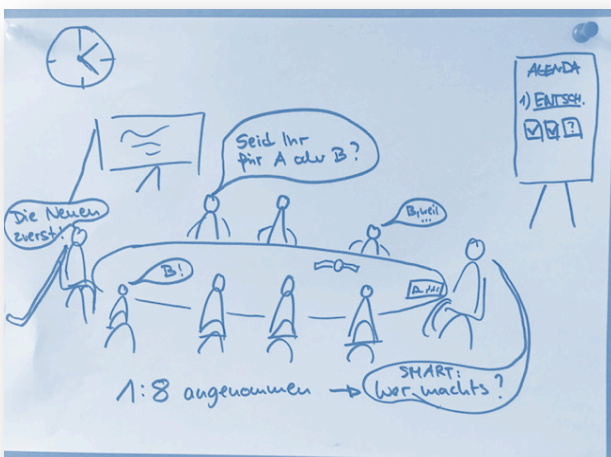 AGENDA
1) ENTSCH.
?
Seid Ihr
für A oder B?
Die Neuen
zuerst!
B, weil
...
B!
1:8 angenommen →
SMART:
Wer machts?